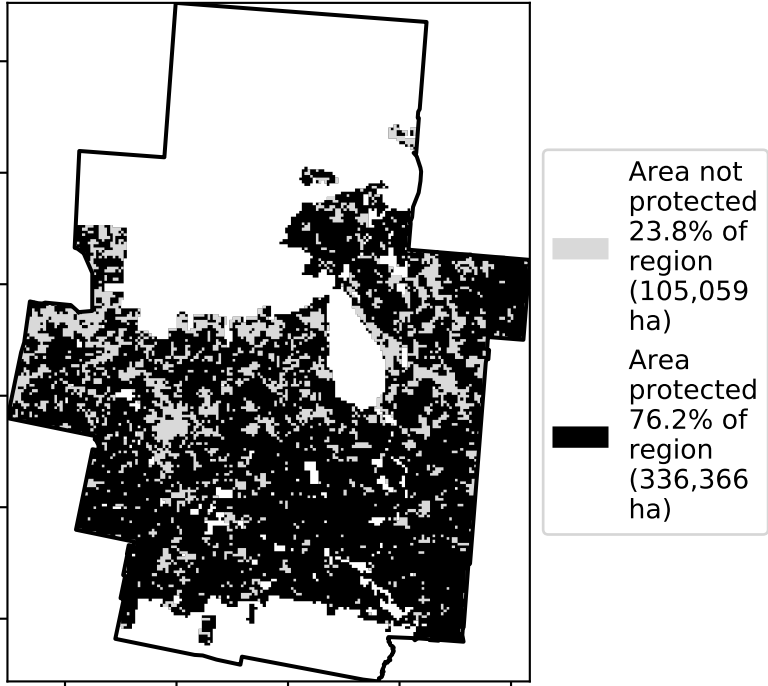 Area not
protected
23.8% of
region
(105,059
ha)
Area
protected
76.2% of
region
(336,366
ha)